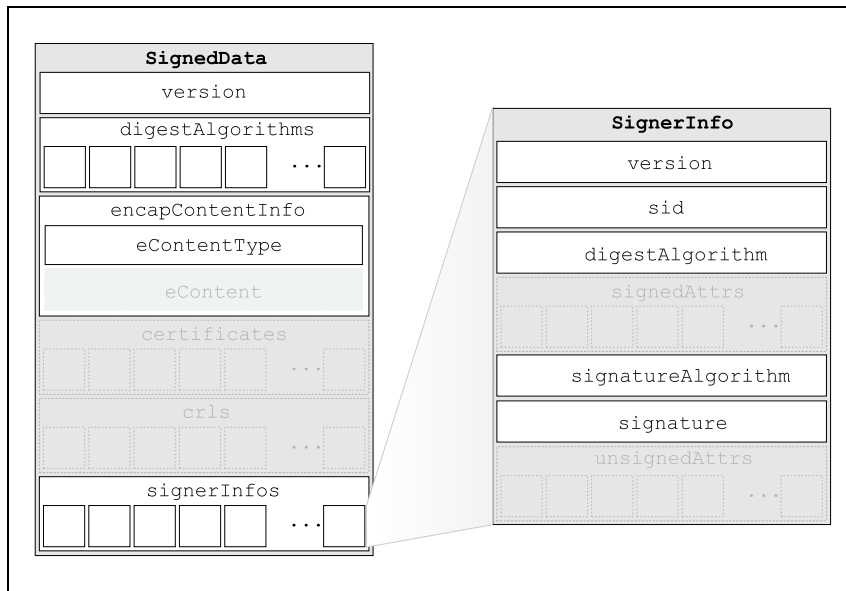 SignedData
version
digestAlgorithms
...
encapContentInfo
eContentType
eContent
certificates
...
crls
...
signerInfos
...
SignerInfo
version
sid
digestAlgorithm
signedAttrs
...
signatureAlgorithm
signature
unsignedAttrs
...